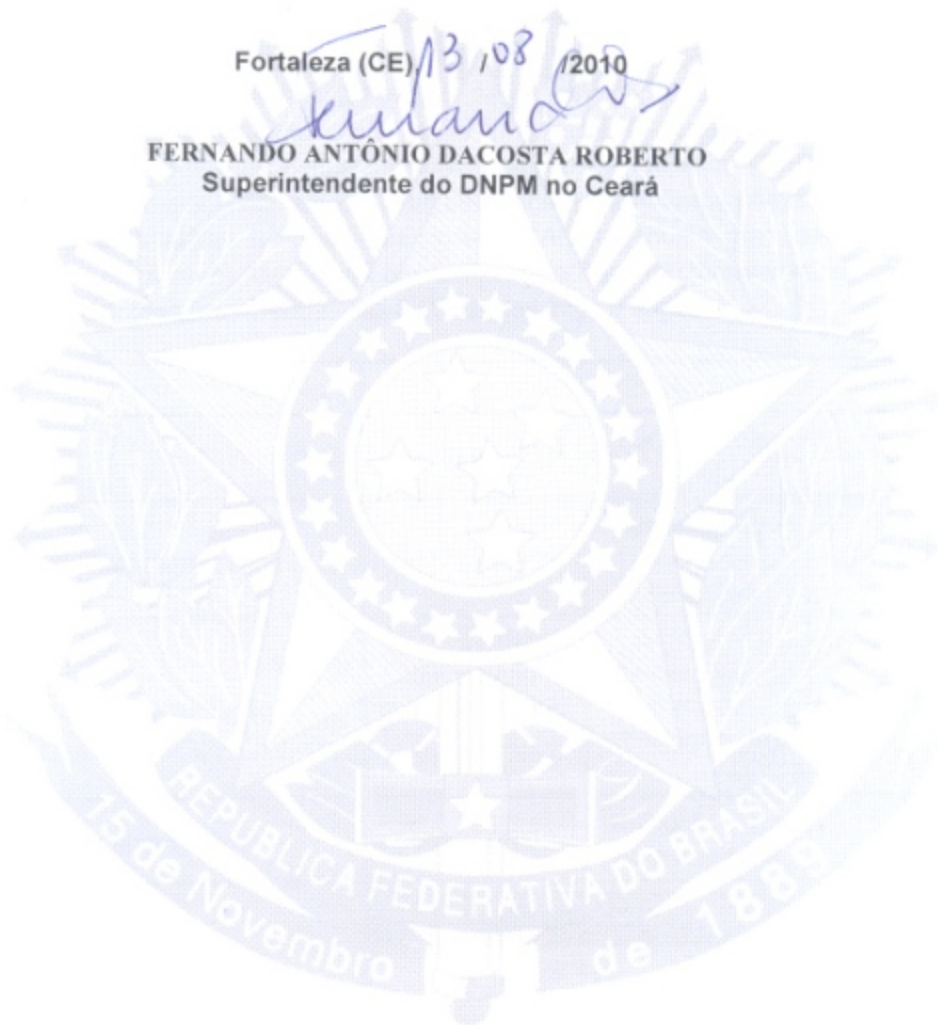 Fortaleza (CE), 13 / 08 /2010
FERNANDO ANTÔNIO DACOSTA ROBERTO
Superintendente do DNPM no Ceará
REPUBLICA FEDERATIVA DO BRASIL
15 de Novembro de 1889